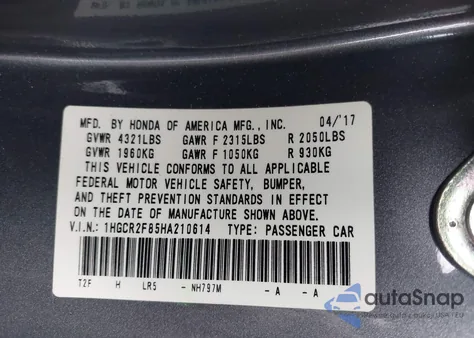 MFD. BY HONDA OF AMERICA MFG., INC. 04/'17
GVWR 4321LBS GAWR F 2315LBS R 2050LBS
GVWR 1960KG GAWR F 1050KG R 930KG
THIS VEHICLE CONFORMS TO ALL APPLICABLE
FEDERAL MOTOR VEHICLE SAFETY, BUMPER,
AND THEFT PREVENTION STANDARDS IN EFFECT
ON THE DATE OF MANUFACTURE SHOWN ABOVE.
V.I.N.: 1HGCR2F85HA210614 TYPE: PASSENGER CAR
T2F H LR5 - NH797M - A - A
autoSnap